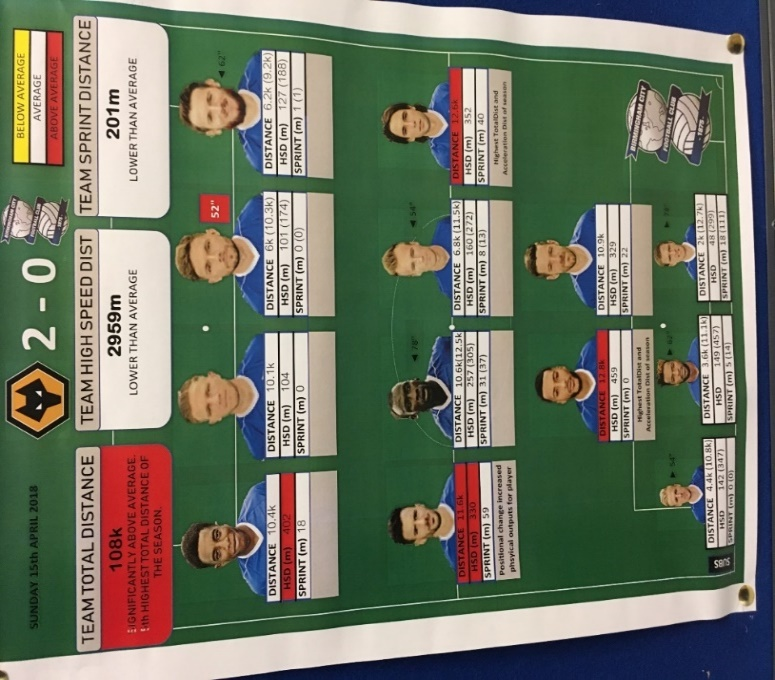 SUNDAY 15th APRIL 2018
2 - 0
BELOW AVERAGE
AVERAGE
ABOVE AVERAGE
TEAM TOTAL DISTANCE
108k
SIGNIFICANTLY ABOVE AVERAGE.
HIGHEST TOTAL DISTANCE OF
THE SEASON.
TEAM HIGH SPEED DIST
2959m
LOWER THAN AVERAGE
TEAM SPRINT DISTANCE
201m
LOWER THAN AVERAGE
52"
62"
DISTANCE 10.4k
HSD (m) 402
SPRINT (m) 18
DISTANCE 10.1k
HSD (m) 104
SPRINT (m) 0
DISTANCE 6k (10.3k)
HSD (m) 101 (174)
SPRINT (m) 0 (0)
DISTANCE 6.2k (9.2k)
HSD (m) 127 (188)
SPRINT (m) 1 (1)
78"
54"
DISTANCE 11.6k
HSD (m) 330
SPRINT (m) 59
Positional change increased
phsyical outputs for player
DISTANCE 10.6k(12.5k
HSD (m) 257 (305)
SPRINT (m) 31 (37)
DISTANCE 6.8k (11.5k)
HSD (m) 160 (272)
SPRINT (m) 8 (13)
DISTANCE 12.6k
HSD (m) 352
SPRINT (m) 40
Highest TotalDist and
Acceleration Dist of season
DISTANCE 12.8k
HSD (m) 459
SPRINT (m) 0
Highest TotalDist and
Acceleration Dist of season
DISTANCE 10.9k
HSD (m) 329
SPRINT (m) 22
BIRMINGHAM CITY
FOOTBALL CLUB
1875
SUBS
DISTANCE 4.4k (10.8k)
HSD 142 (347)
SPRINT (m) 0 (0)
DISTANCE 3.6k (11.1k)
HSD 149 (457)
SPRINT (m) 5 (14)
DISTANCE 2k (12.7k)
HSD 48 (299)
SPRINT (m) 18 (111)